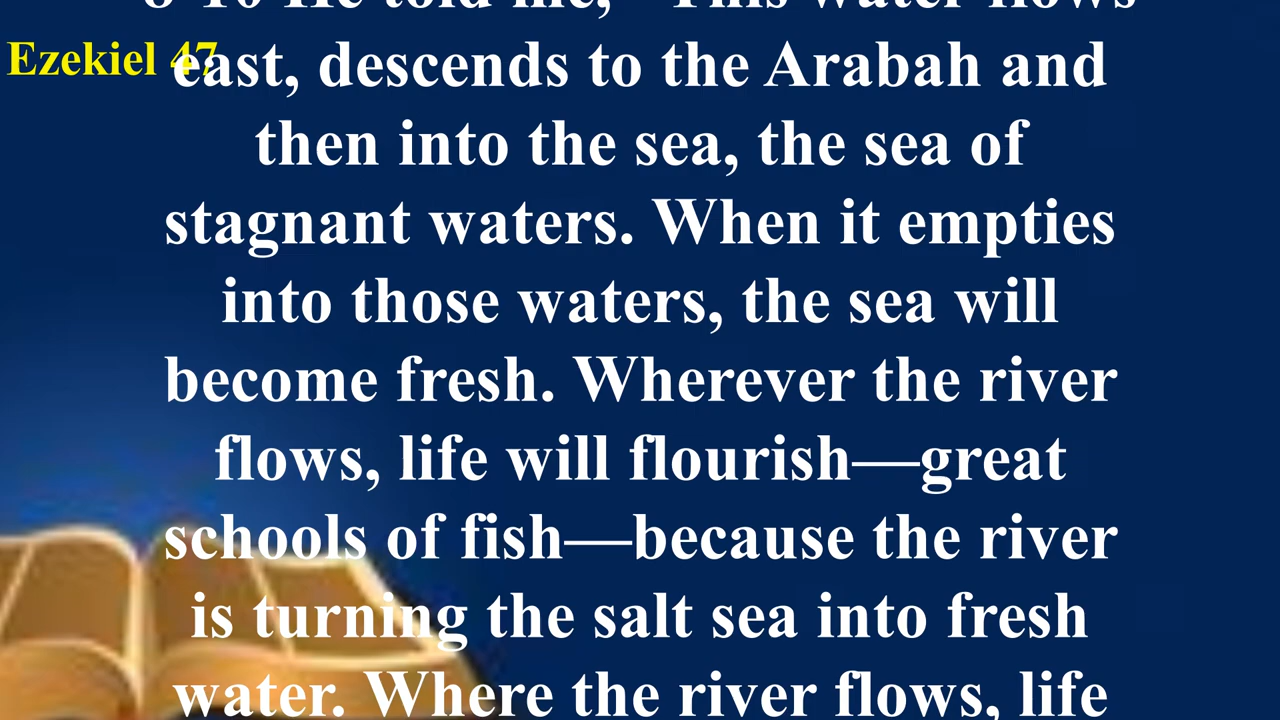 8-10 He told me, "This water flows
Ezekiel 47
east, descends to the Arabah and
then into the sea, the sea of
stagnant waters. When it empties
into those waters, the sea will
become fresh. Wherever the river
flows, life will flourish—great
schools of fish—because the river
is turning the salt sea into fresh
water. Where the river flows, life